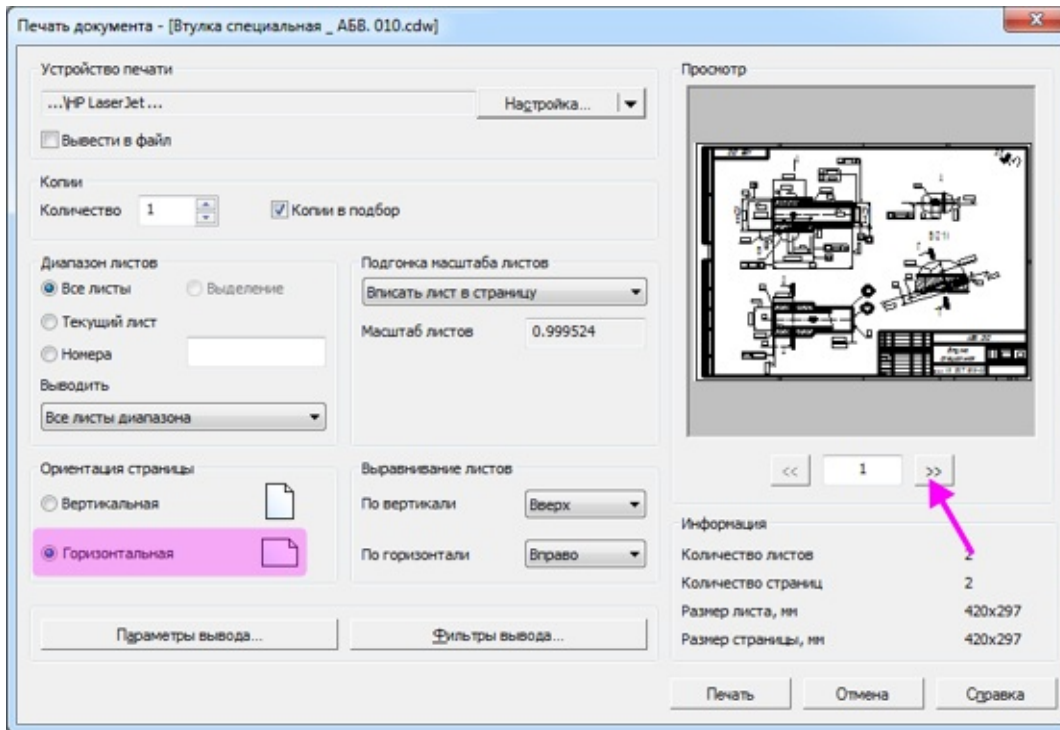 Печать документа - [Втулка специальная _ АБВ. 010.cdw]
Устройство печати
...\HP LaserJet ...
Настройка...
Вывести в файл
Копии
Количество 1
Копии в подбор
Диапазон листов
Все листы Выделение
Текущий лист
Номера
Выводить
Все листы диапазона
Подгонка масштаба листов
Вписать лист в страницу
Масштаб листов 0.999524
Ориентация страницы
Вертикальная
Горизонтальная
Выравнивание листов
По вертикали Вверх
По горизонтали Вправо
Параметры вывода... Фильтры вывода...
Просмотр
<< 1 >>
Информация
Количество листов 2
Количество страниц 2
Размер листа, мм 420x297
Размер страницы, мм 420x297
Печать Отмена Справка